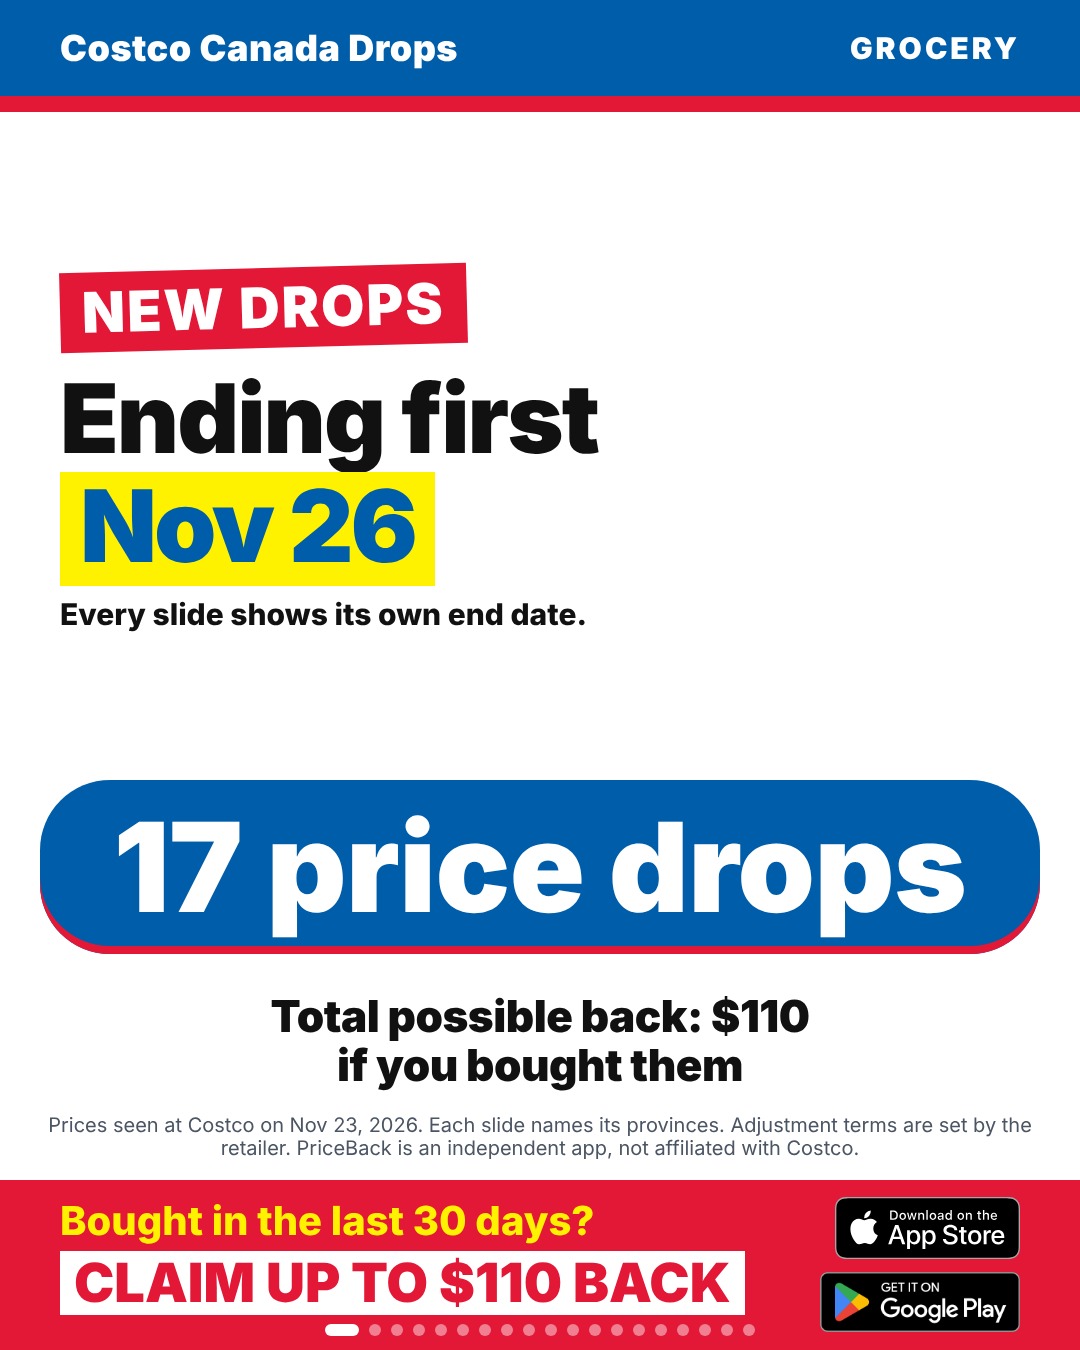 Costco Canada Drops
GROCERY
NEW DROPS
Ending first
Nov 26
Every slide shows its own end date.
17 price drops
Total possible back: $110
if you bought them
Prices seen at Costco on Nov 23, 2026. Each slide names its provinces. Adjustment terms are set by the
retailer. PriceBack is an independent app, not affiliated with Costco.
Bought in the last 30 days?
CLAIM UP TO $110 BACK
Download on the
App Store
GET IT ON
Google Play